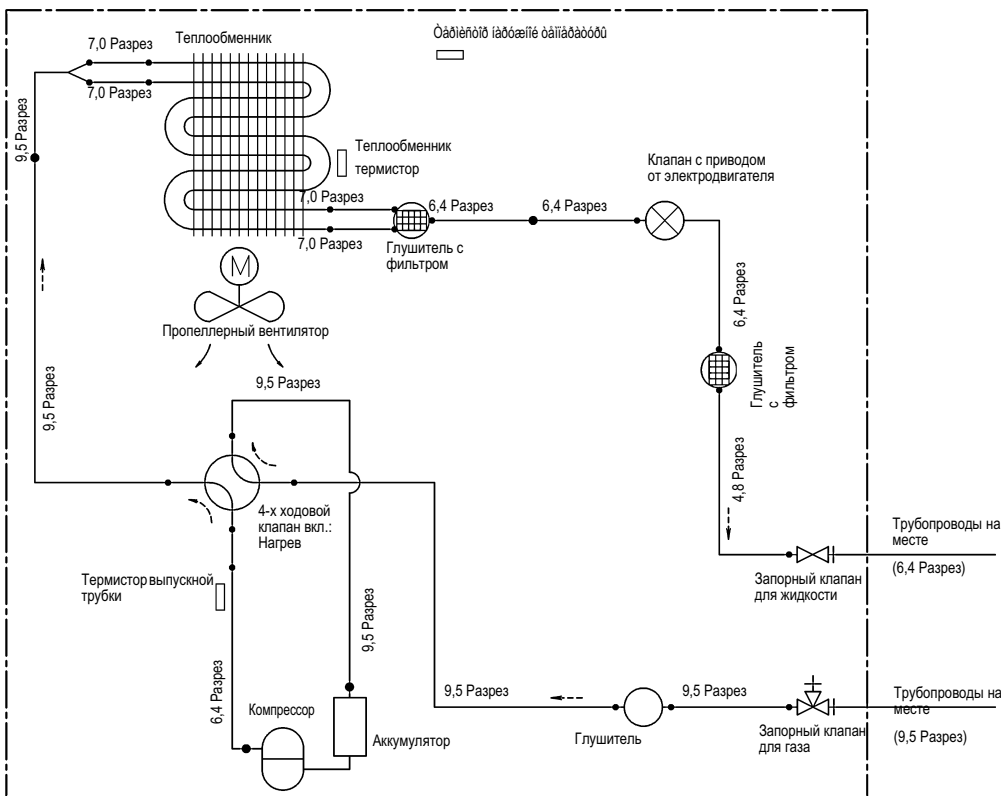 Теплообменник
7,0 Разрез
7,0 Разрез
9,5 Разрез
Òåðìèñòîð íàðóæíîé òåìïåðàòóðû
Теплообменник
термистор
7,0 Разрез
7,0 Разрез
6,4 Разрез
6,4 Разрез
Клапан с приводом
от электродвигателя
Глушитель с
фильтром
M
Пропеллерный вентилятор
6,4 Разрез
Глушитель
с
фильтром
9,5 Разрез
9,5 Разрез
4,8 Разрез
4-х ходовой
клапан вкл.:
Нагрев
Термистор выпускной
трубки
Трубопроводы на
месте
(6,4 Разрез)
Запорный клапан
для жидкости
9,5 Разрез
6,4 Разрез
Компрессор
Аккумулятор
9,5 Разрез
9,5 Разрез
Глушитель
Запорный клапан
для газа
Трубопроводы на
месте
(9,5 Разрез)